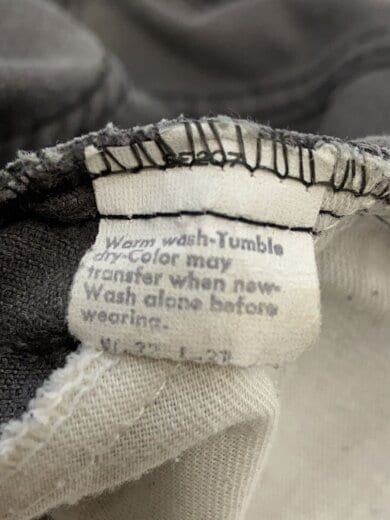 Warm wash-Tumble
dry-Color may
transfer when new-
Wash alone before
wearing.